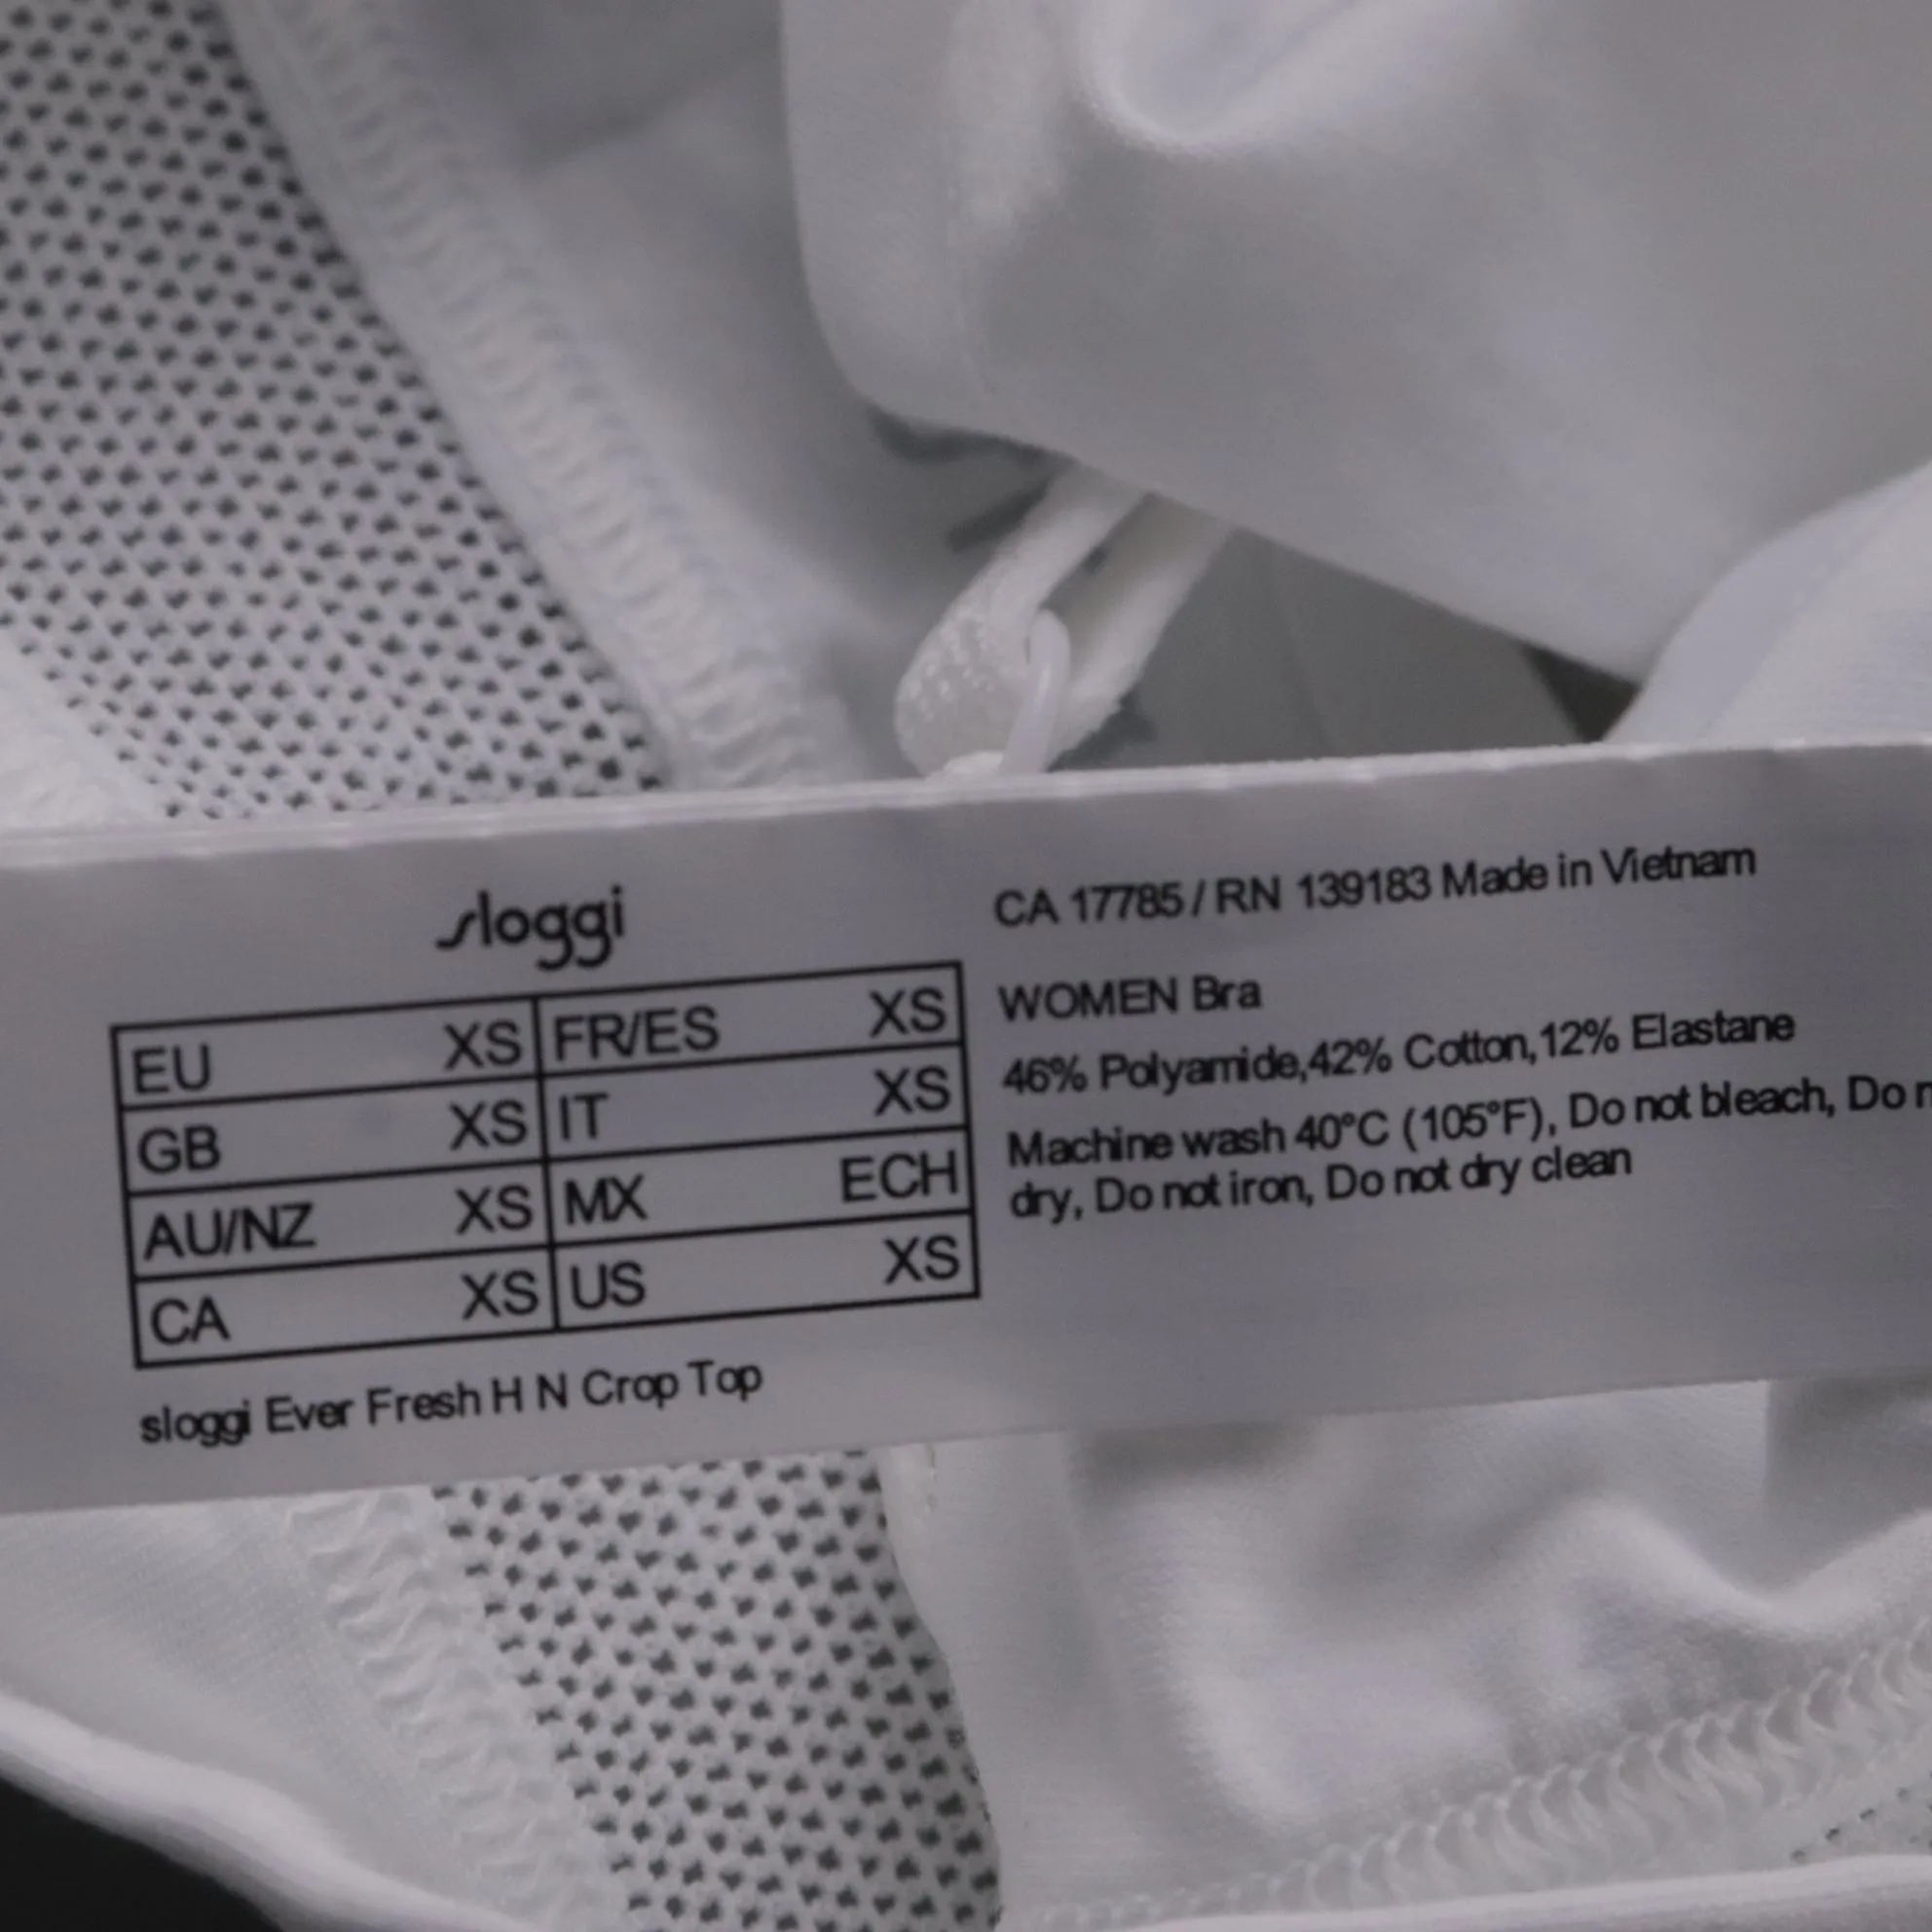 sloggi
EU XS FR/ES XS
GB XS IT XS
AU/NZ XS MX ECH
CA XS US XS
sloggi Ever Fresh H N Crop Top
CA 17785 / RN 139183 Made in Vietnam
WOMEN Bra
46% Polyamide,42% Cotton,12% Elastane
Machine wash 40°C (105°F), Do not bleach, Do
dry, Do not iron, Do not dry clean